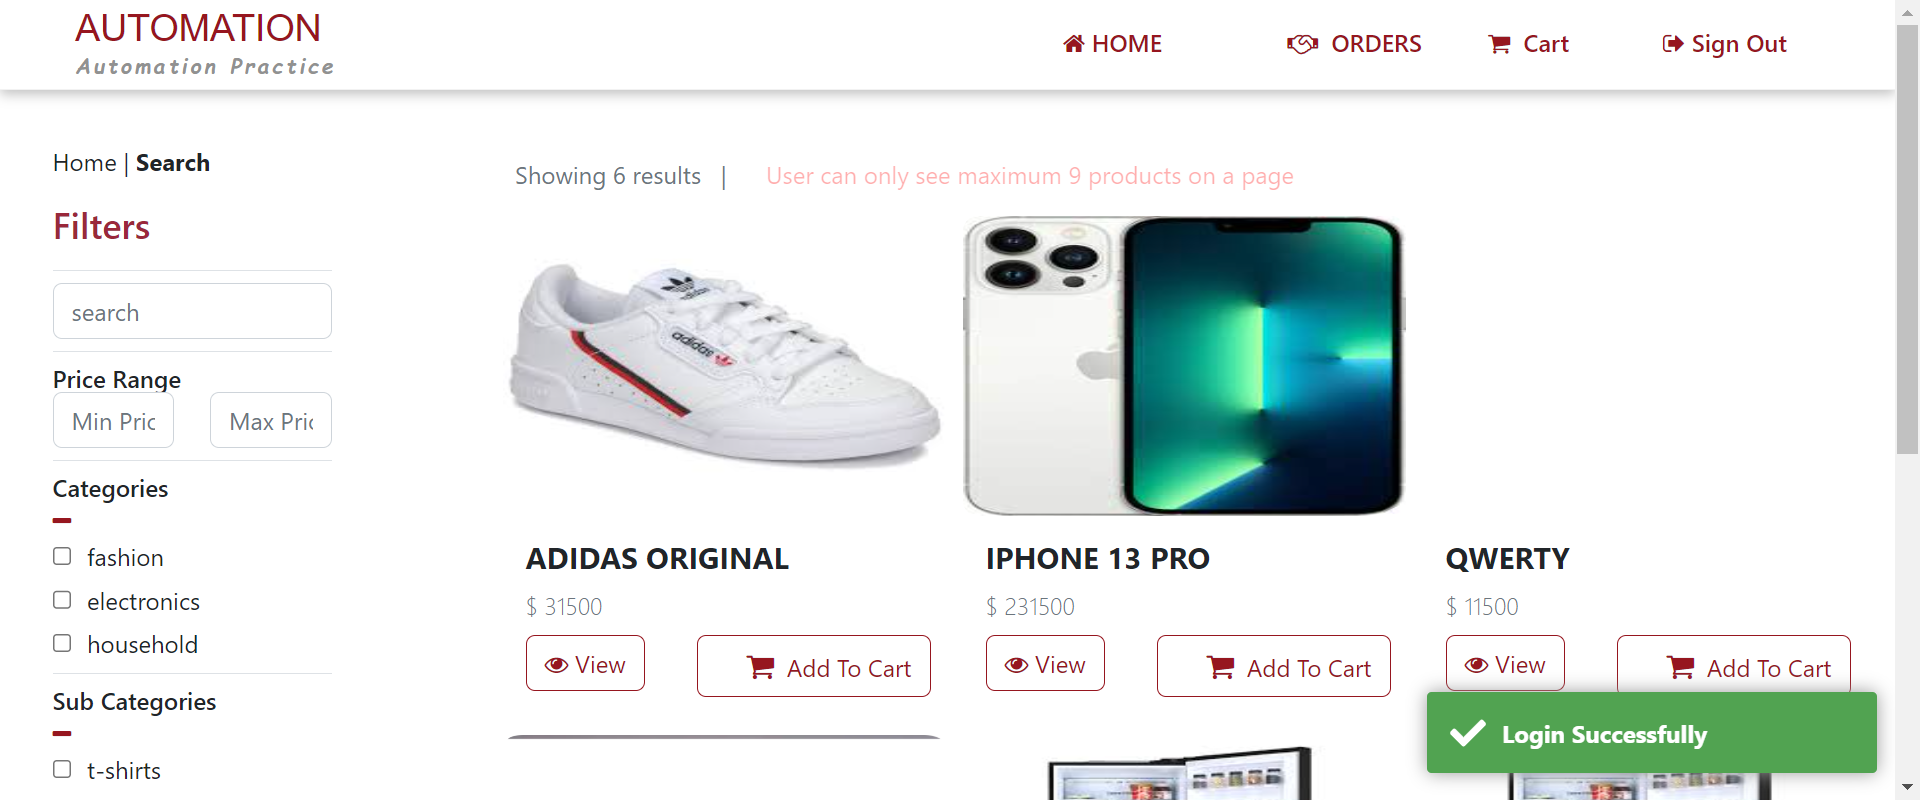 AUTOMATION
Automation Practice
HOME
ORDERS
Cart
Sign Out
Home | Search
Filters
search
Price Range
Min Pric
Max Pric
Categories
fashion
electronics
household
Sub Categories
t-shirts
Showing 6 results |
User can only see maximum 9 products on a page
adidas
adidas
ADIDAS ORIGINAL
$ 31500
View
Add To Cart
IPHONE 13 PRO
$ 231500
View
Add To Cart
QWERTY
$ 11500
View
Add To Cart
Login Successfully